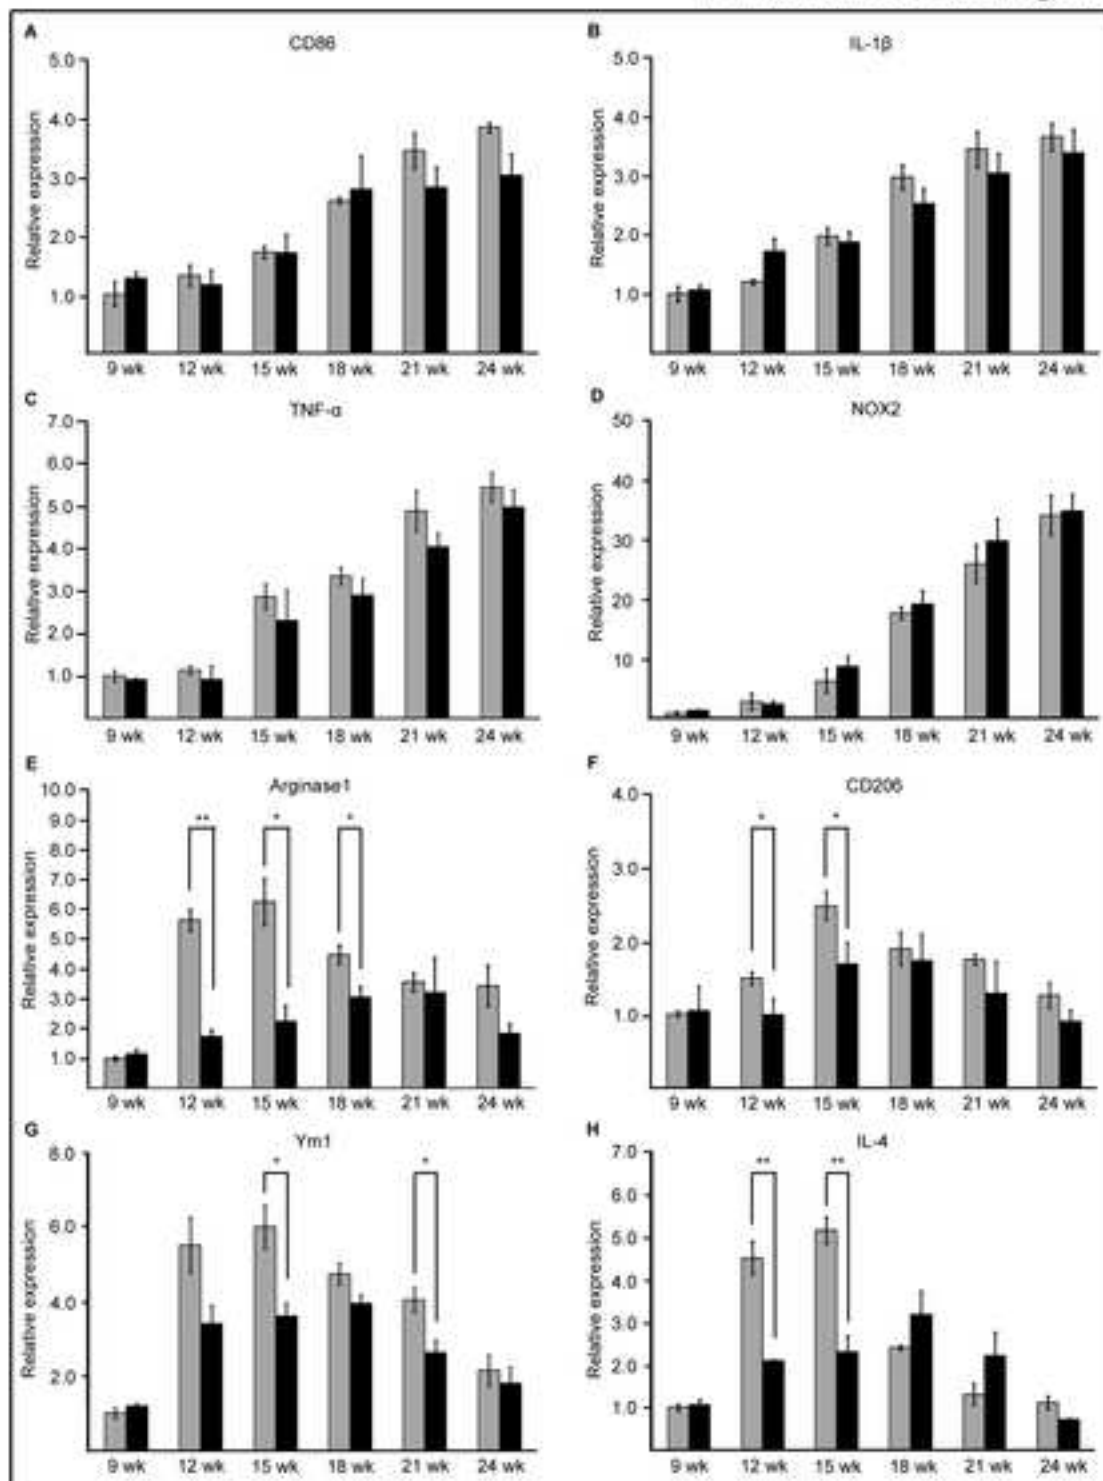 A
CD86
5.0
4.0
3.0
2.0
1.0
Relative expression
9 wk 12 wk 15 wk 18 wk 21 wk 24 wk
B
IL-1β
5.0
4.0
3.0
2.0
1.0
Relative expression
9 wk 12 wk 15 wk 18 wk 21 wk 24 wk
C
TNF-α
7.0
6.0
5.0
4.0
3.0
2.0
1.0
Relative expression
9 wk 12 wk 15 wk 18 wk 21 wk 24 wk
D
NOX2
50
40
30
20
10
Relative expression
9 wk 12 wk 15 wk 18 wk 21 wk 24 wk
E
Arginase1
10.0
9.0
8.0
7.0
6.0
5.0
4.0
3.0
2.0
1.0
Relative expression
** * *
9 wk 12 wk 15 wk 18 wk 21 wk 24 wk
F
CD206
4.0
3.0
2.0
1.0
Relative expression
* *
9 wk 12 wk 15 wk 18 wk 21 wk 24 wk
G
Ym1
8.0
6.0
4.0
2.0
Relative expression
* *
9 wk 12 wk 15 wk 18 wk 21 wk 24 wk
H
IL-4
7.0
6.0
5.0
4.0
3.0
2.0
1.0
Relative expression
** **
9 wk 12 wk 15 wk 18 wk 21 wk 24 wk